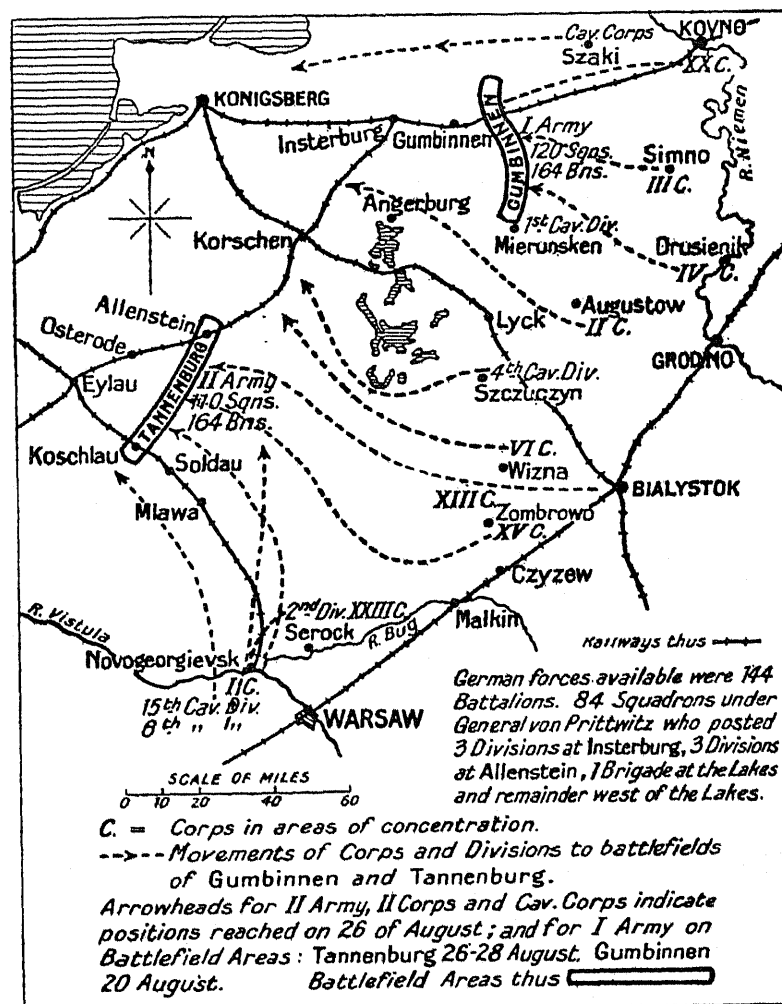 Cav. Corps
KOVNO
Szaki
XX C.
KONIGSBERG
Insterburg
Gumbinnen
GUMBINNEN
I Army
120 Sqns.
164 Bns.
Simno
III C.
R. Niemen
N
Angerburg
1st Cav. Div.
Mierunsken
Drusienik
IV C.
Korschen
Augustow
II C.
Allenstein
Lyck
GRODNO
Osterode
TANNENBURG
II Army
110 Sqns.
164 Bns.
4th Cav. Div.
Szczuczyn
Eylau
Koschlau
Soldau
VI C.
Wizna
BIALYSTOK
Mlawa
XIII C.
Zombrowo
XV C.
Czyzew
2nd Div. XXIII C.
Serock
R. Bug
Malkin
R. Vistula
Novogeorgievsk
Railways thus
15th Cav. Div.
8th „ „
WARSAW
German forces available were 144
Battalions. 84 Squadrons under
General von Prittwitz who posted
3 Divisions at Insterburg, 3 Divisions
at Allenstein, 1 Brigade at the Lakes
and remainder west of the Lakes.
SCALE OF MILES
0 20 40 60
C. = Corps in areas of concentration.
Movements of Corps and Divisions to battlefields
of Gumbinnen and Tannenburg.
Arrowheads for II Army, II Corps and Cav. Corps indicate
positions reached on 26 of August; and for I Army on
Battlefield Areas: Tannenburg 26-28 August. Gumbinnen
20 August. Battlefield Areas thus